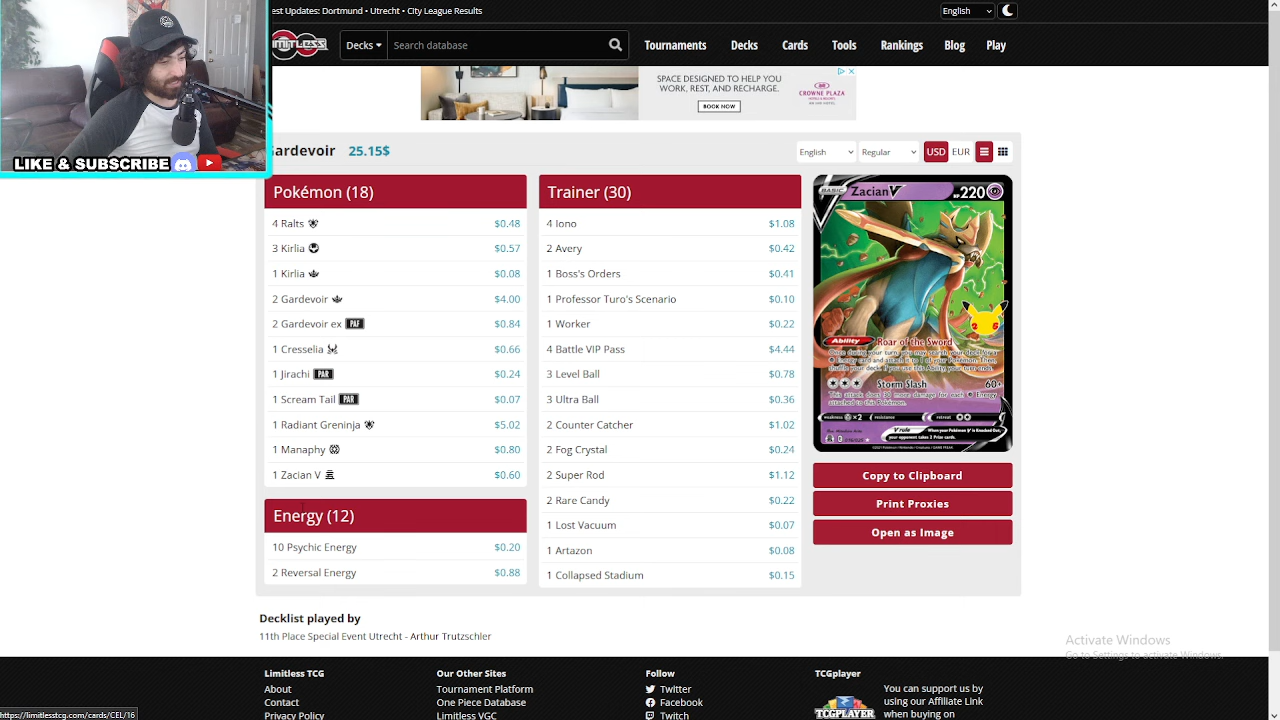 est Updates: Dortmund • Utrecht • City League Results
English
Decks
Search database
Tournaments
Decks
Cards
Tools
Rankings
Blog
Play
SPACE DESIGNED TO HELP YOU
WORK, REST, AND RECHARGE.
BOOK NOW
CROWNE PLAZA
LIKE & SUBSCRIBE
Gardevoir 25.15$
English
Regular
USD
EUR
Pokémon (18)
4 Ralts $0.48
3 Kirlia $0.57
1 Kirlia $0.08
2 Gardevoir $4.00
2 Gardevoir ex PAF $0.84
1 Cresselia $0.66
1 Jirachi PAR $0.24
1 Scream Tail PAR $0.07
1 Radiant Greninja $5.02
1 Manaphy $0.80
1 Zacian V $0.60
Energy (12)
10 Psychic Energy $0.20
2 Reversal Energy $0.88
Trainer (30)
4 Iono $1.08
2 Avery $0.42
1 Boss's Orders $0.41
1 Professor Turo's Scenario $0.10
1 Worker $0.22
4 Battle VIP Pass $4.44
3 Level Ball $0.78
3 Ultra Ball $0.36
2 Counter Catcher $1.02
2 Fog Crystal $0.24
2 Super Rod $1.12
2 Rare Candy $0.22
1 Lost Vacuum $0.07
1 Artazon $0.08
1 Collapsed Stadium $0.15
BASIC Zacian V 220
Ability Roar of the Sword
Storm Slash 60+
Copy to Clipboard
Print Proxies
Open as Image
Decklist played by
11th Place Special Event Utrecht - Arthur Trutzschler
Activate Windows
Go to Settings to activate Windows.
Limitless TCG
About
Contact
Privacy Policy
Our Other Sites
Tournament Platform
One Piece Database
Limitless VGC
Follow
Twitter
Facebook
Twitch
TCGplayer
TCGPLAYER
You can support us by
using our Affiliate Link
when buying on
https://limitlesstcg.com/cards/CEL/16